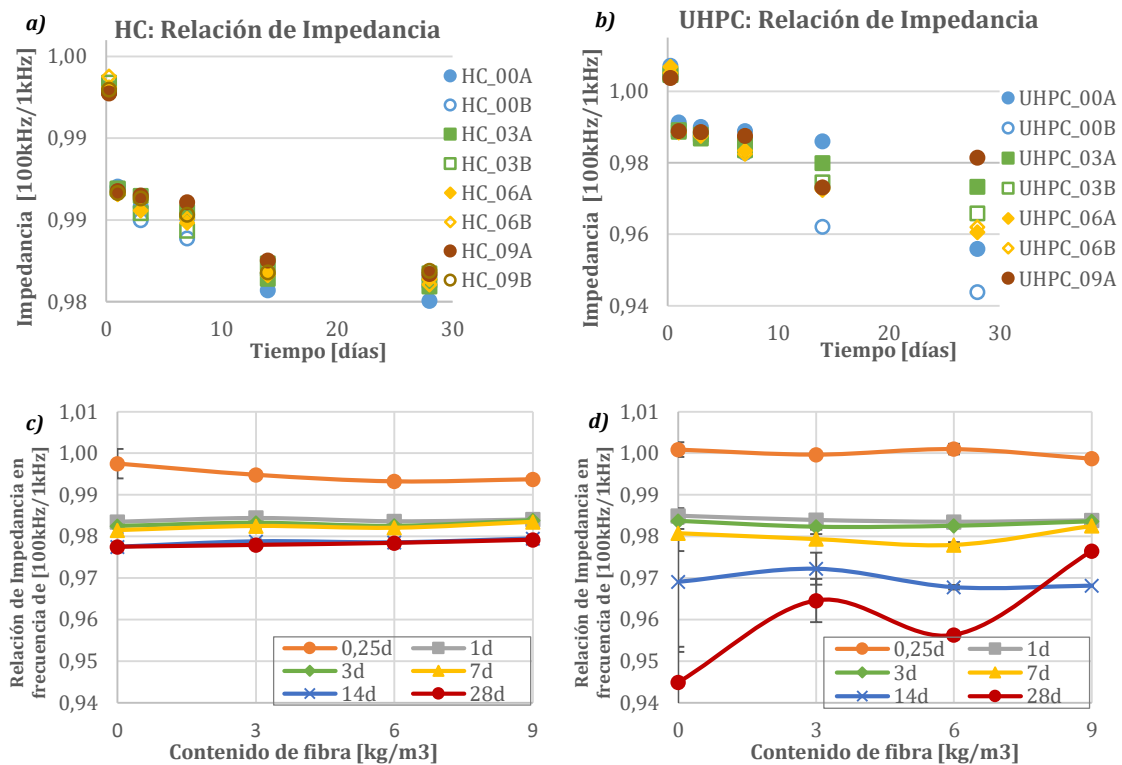 a)
HC: Relación de Impedancia
Impedancia [100kHz/1kHz]
1,00
0,99
0,99
0,98
0
10
20
30
Tiempo [días]
HC_00A
HC_00B
HC_03A
HC_03B
HC_06A
HC_06B
HC_09A
HC_09B
b)
UHPC: Relación de Impedancia
Impedancia [100kHz/1kHz]
1,00
0,98
0,96
0,94
0
10
20
30
Tiempo [días]
UHPC_00A
UHPC_00B
UHPC_03A
UHPC_03B
UHPC_06A
UHPC_06B
UHPC_09A
c)
Relación de Impedancia en
frecuencia de [100kHz/1kHz]
1,01
1,00
0,99
0,98
0,97
0,96
0,95
0,94
0
3
6
9
Contenido de fibra [kg/m3]
0,25d
1d
3d
7d
14d
28d
d)
Relación de Impedancia en
frecuencia de [100kHz/1kHz]
1,01
1,00
0,99
0,98
0,97
0,96
0,95
0,94
0
3
6
9
Contenido de fibra [kg/m3]
0,25d
1d
3d
7d
14d
28d